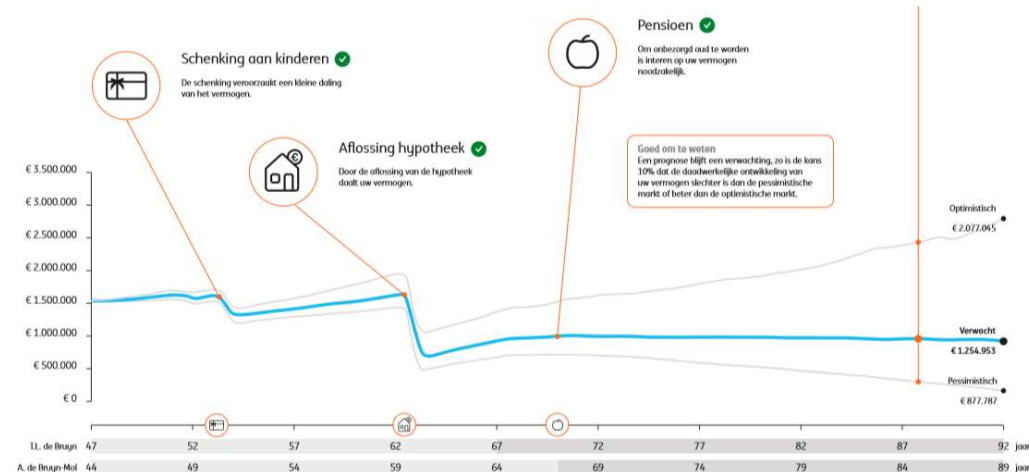 Pensioen
Om onbezorgd oud te worden
is interen op uw vermogen
noodzakelijk.
Schenking aan kinderen
De schenking veroorzaakt een kleine daling
van het vermogen.
Aflossing hypotheek
Door de aflossing van de hypotheek
daalt uw vermogen.
Goed om te weten
Een prognose blijft een verwachting, zo is de kans
10% dat de daadwerkelijke ontwikkeling van
uw vermogen slechter is dan de pessimistische
markt of beter dan de optimistische markt.
€ 3.500.000
€ 3.000.000
€ 2.500.000
€ 2.000.000
€ 1.500.000
€ 1.000.000
€ 500.000
€ 0
Optimistisch
€ 2.077.045
Verwacht
€ 1.254.953
Pessimistisch
€ 877.787
T.L. de Bruyn 47 52 57 62 67 72 77 82 87 92 jaar
A. de Bruyn-Mol 44 49 54 59 64 69 74 79 84 89 jaar